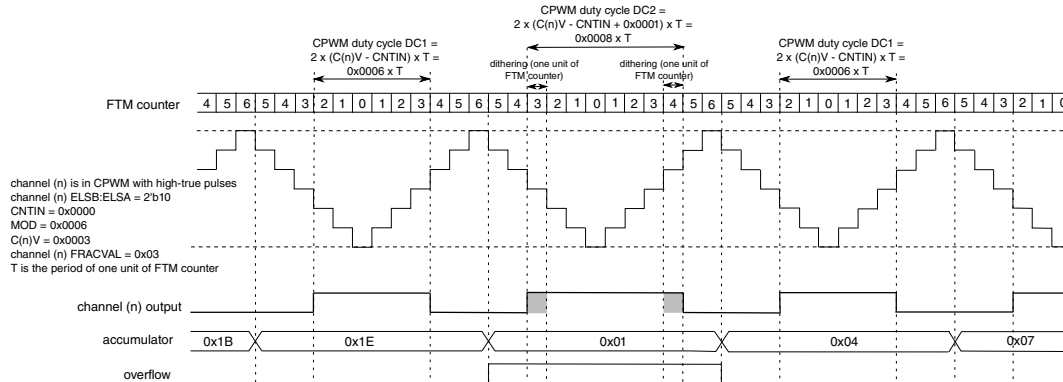 CPWM duty cycle DC2 =
2 x (C(n)V - CNTIN + 0x0001) x T =
0x0008 x T
CPWM duty cycle DC1 =
2 x (C(n)V - CNTIN) x T =
0x0006 x T
CPWM duty cycle DC1 =
2 x (C(n)V - CNTIN) x T =
0x0006 x T
dithering (one unit of
FTM counter)
dithering (one unit of
FTM counter)
FTM counter 4 5 6 5 4 3 2 1 0 1 2 3 4 5 6 5 4 3 2 1 0 1 2 3 4 5 6 5 4 3 2 1 0 1 2 3 4 5 6 5 4 3 2 1 0
channel (n) is in CPWM with high-true pulses
channel (n) ELSB:ELSA = 2'b10
CNTIN = 0x0000
MOD = 0x0006
C(n)V = 0x0003
channel (n) FRACVAL = 0x03
T is the period of one unit of FTM counter
channel (n) output
accumulator 0x1B 0x1E 0x01 0x04 0x07
overflow